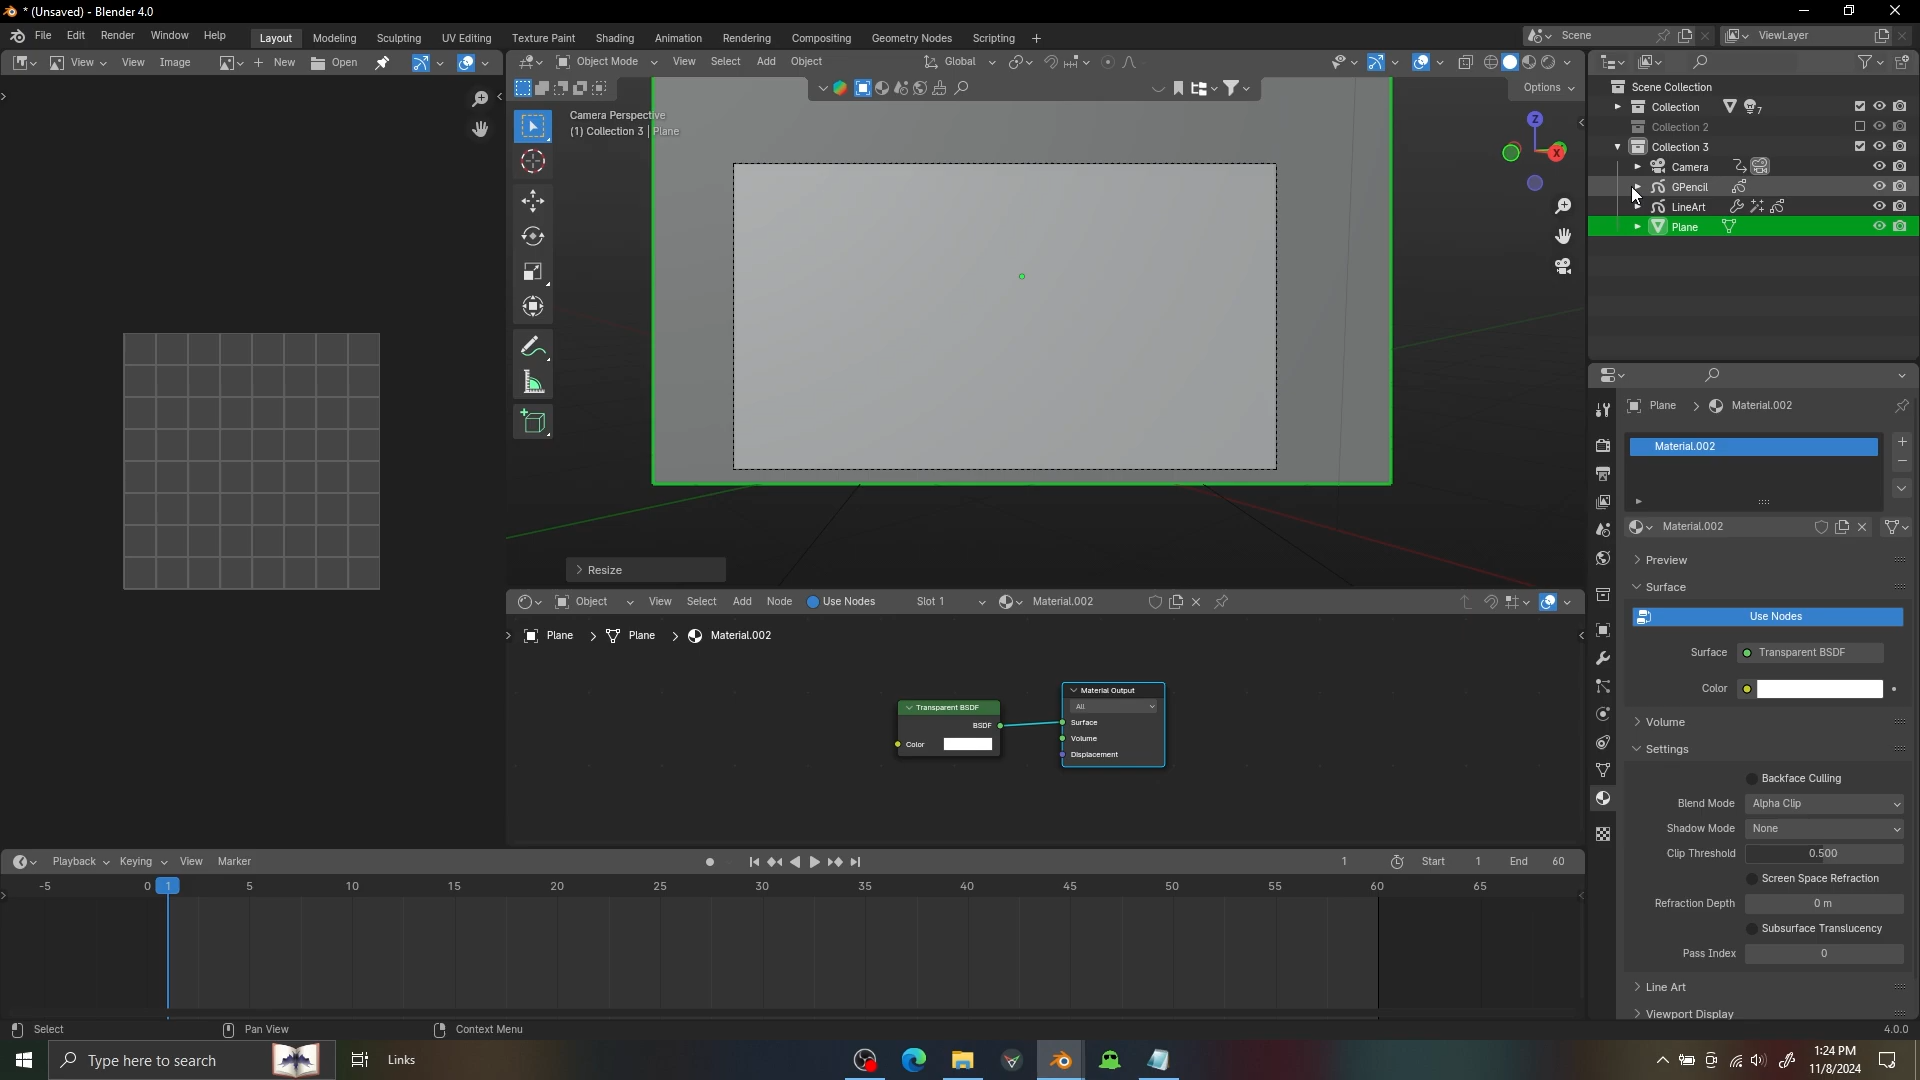 * (Unsaved) - Blender 4.0
File Edit Render Window Help Layout Modeling Sculpting UV Editing Texture Paint Shading Animation Rendering Compositing Geometry Nodes Scripting + Scene ViewLayer
View View Image + New Open
Object Mode View Select Add Object Global
Options
Camera Perspective
(1) Collection 3 | Plane
Z
X
Resize
Scene Collection
Collection 7
Collection 2
Collection 3
Camera
GPencil
LineArt
Plane
Plane > Material.002
Material.002
Material.002
Preview
Surface
Use Nodes
Surface Transparent BSDF
Color
Volume
Settings
Backface Culling
Blend Mode Alpha Clip
Shadow Mode None
Clip Threshold 0.500
Screen Space Refraction
Refraction Depth 0 m
Subsurface Translucency
Pass Index 0
Line Art
Viewport Display
Object View Select Add Node Use Nodes Slot 1 Material.002
Plane > Plane > Material.002
Transparent BSDF
BSDF
Color
Material Output
All
Surface
Volume
Displacement
Playback Keying View Marker 1 Start 1 End 60
-5 0 1 5 10 15 20 25 30 35 40 45 50 55 60 65
Select Pan View Context Menu 4.0.0
Type here to search Links 1:24 PM
11/8/2024